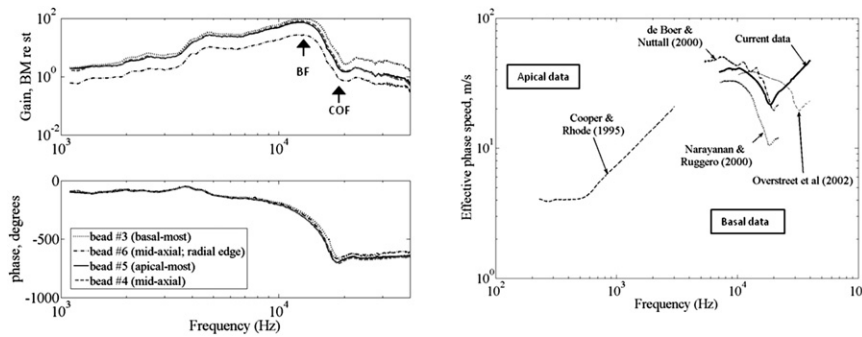 Gain, BM re st
10^2
10^0
10^2
BF
COF
10^3
10^4
phase, degrees
0
-500
-1000
bead #3 (basal-most)
bead #6 (mid-axial; radial edge)
bead #5 (apical-most)
bead #4 (mid-axial)
10^3
10^4
Frequency (Hz)
Effective phase speed, m/s
10^2
10^1
10^0
Apical data
de Boer &
Nuttall (2000)
Current data
Cooper &
Rhode (1995)
Narayanan &
Ruggero (2000)
Overstreet et al (2002)
Basal data
10^2
10^3
10^4
10^5
Frequency (Hz)